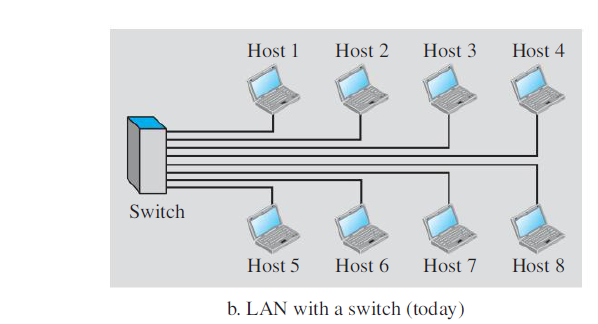 Host 1 Host 2 Host 3 Host 4
Switch
Host 5 Host 6 Host 7 Host 8
b. LAN with a switch (today)